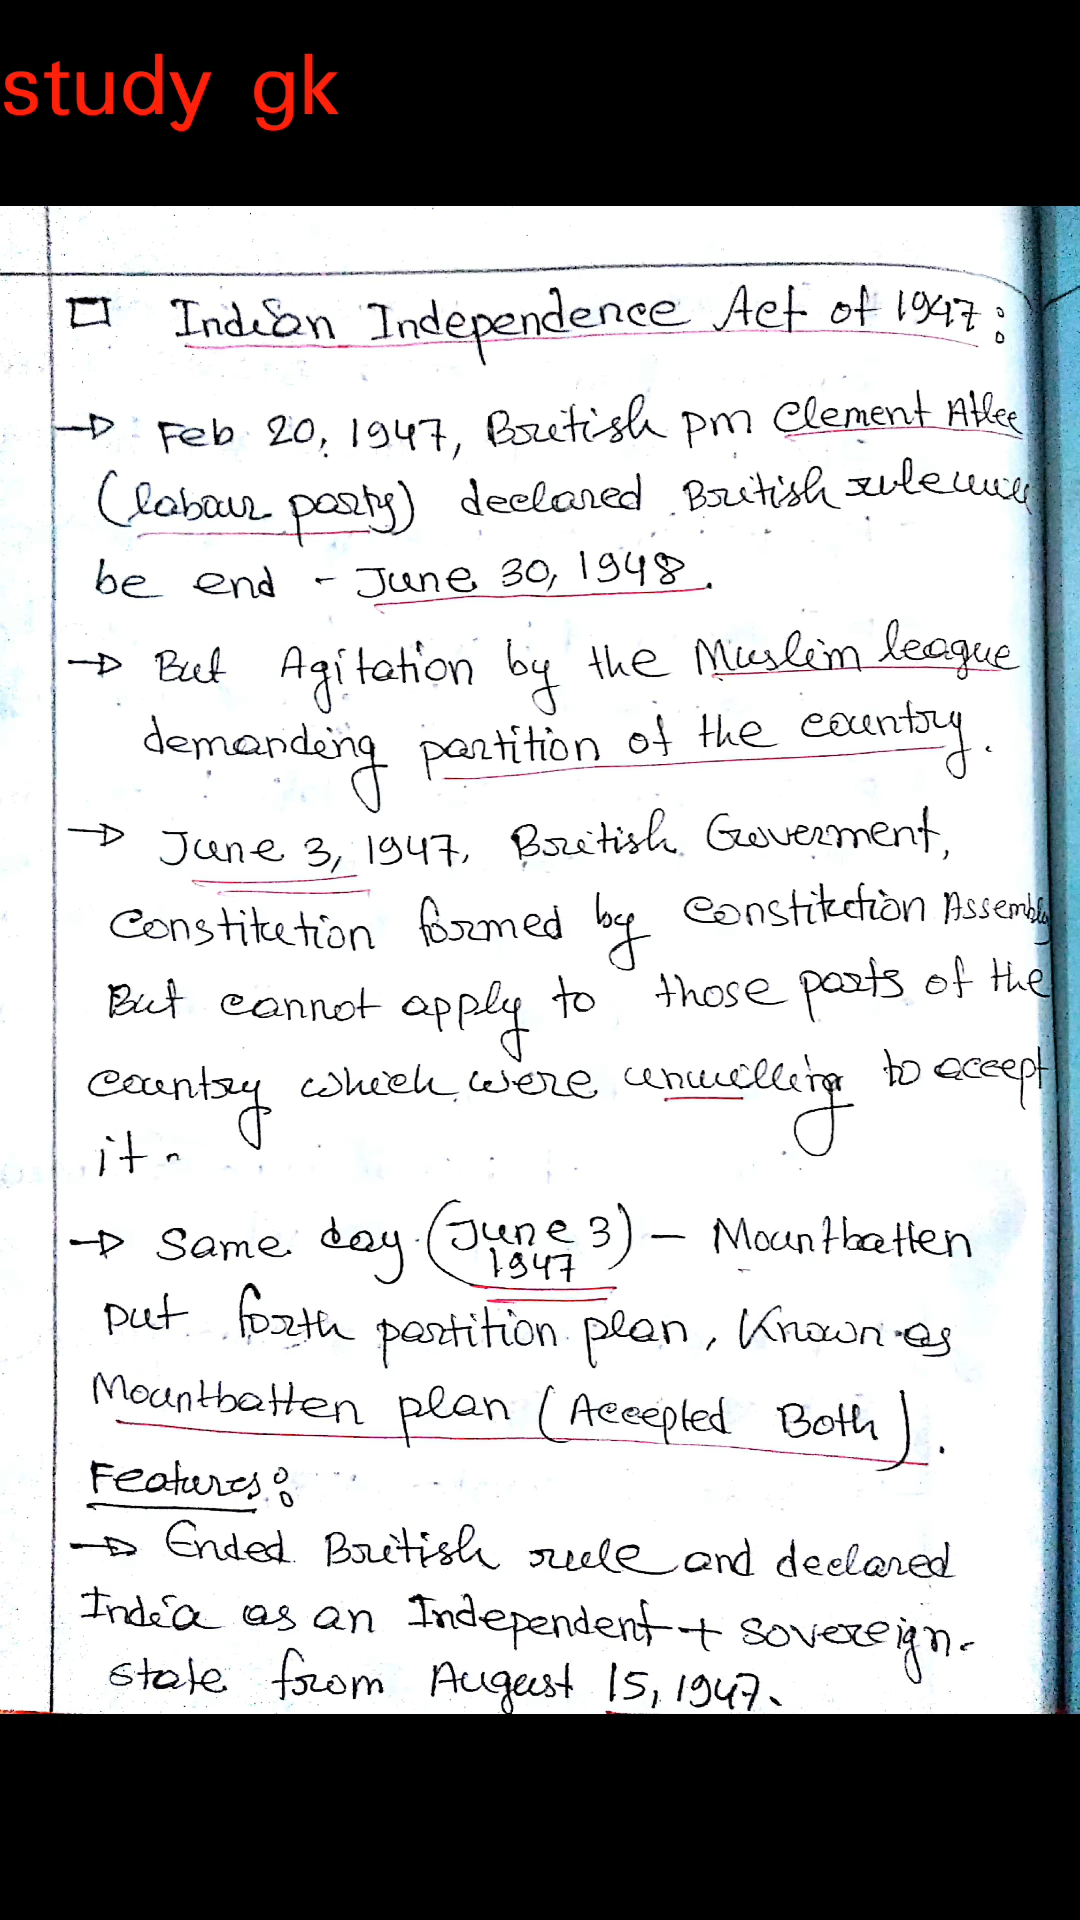 study gk
Indian Independence Act of 1947:
→ Feb 20, 1947, British pm Clement Atlee
(labour party) declared British rule will
be end - June 30, 1948.
→ But Agitation by the Muslim league
demanding partition of the country.
→ June 3, 1947, British Goverment,
Constitution formed by constitution Assembly
But cannot apply to those parts of the
country which were unwilling to accept
it.
→ Same day (June 3) – Mountbatten
1947
put forth partition plan, Known as
Mountbatten plan (Accepted Both).
Features:
→ Ended British rule and declared
India as an Independent + sovereign
state from August 15, 1947.